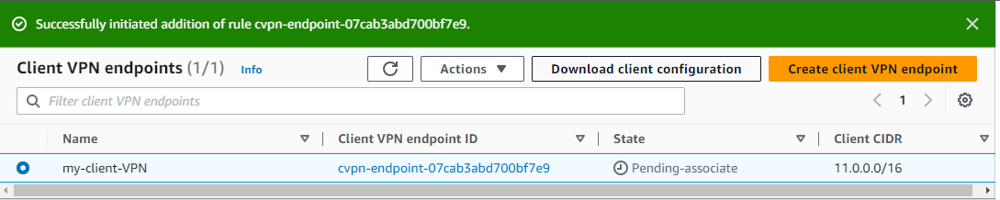 Successfully initiated addition of rule cvpn-endpoint-07cab3abd700bf7e9.
Client VPN endpoints (1/1) Info Actions Download client configuration Create client VPN endpoint
Filter client VPN endpoints 1
Name Client VPN endpoint ID State Client CIDR
my-client-VPN cvpn-endpoint-07cab3abd700bf7e9 Pending-associate 11.0.0.0/16